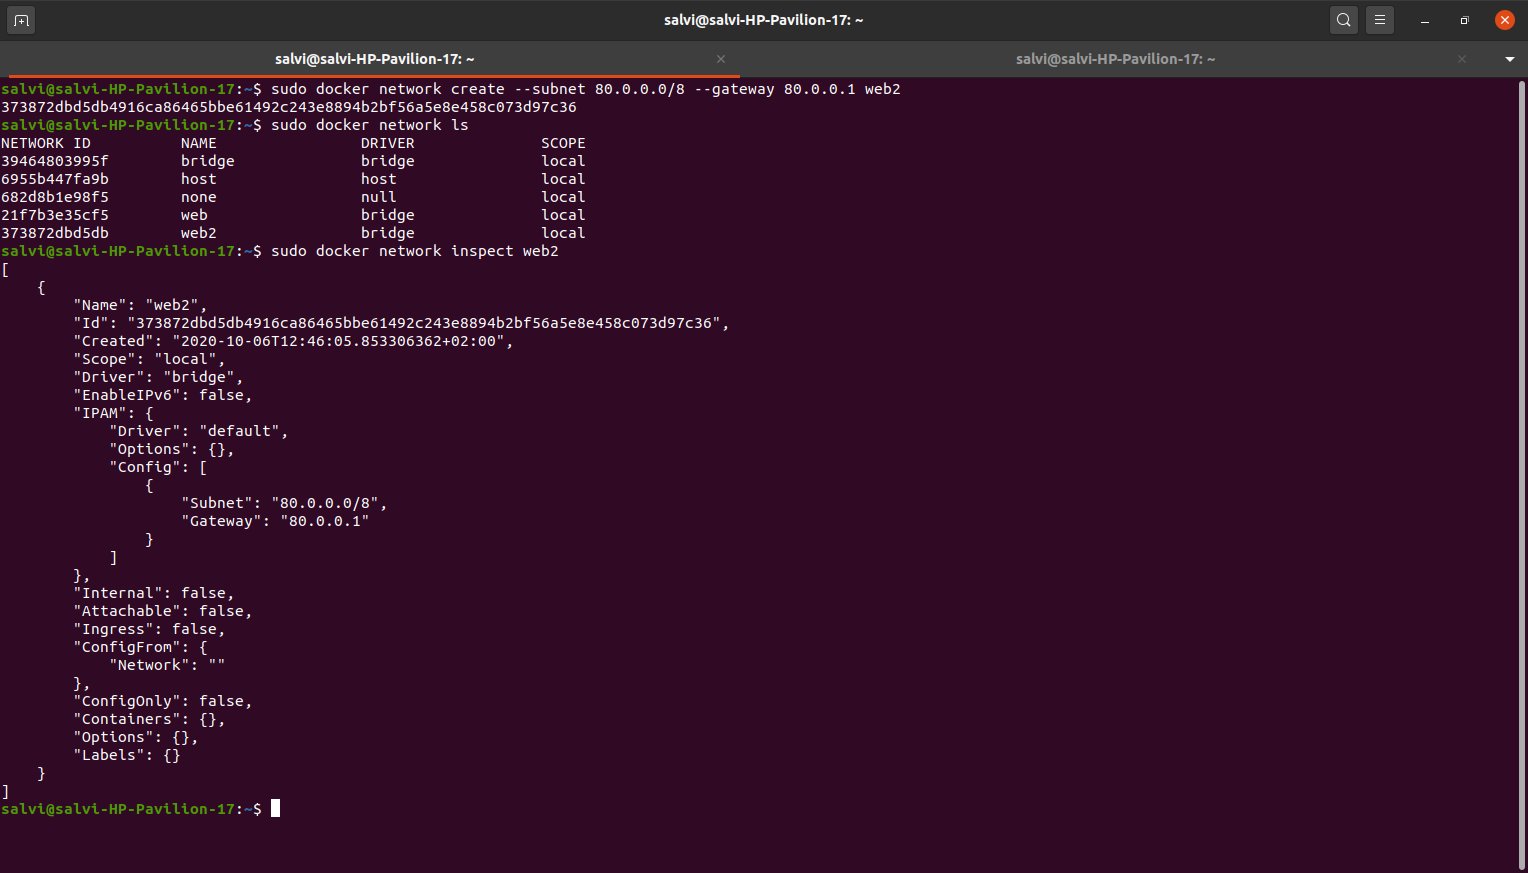 salvi@salvi-HP-Pavilion-17: ~
salvi@salvi-HP-Pavilion-17: ~
salvi@salvi-HP-Pavilion-17: ~
salvi@salvi-HP-Pavilion-17:~$ sudo docker network create --subnet 80.0.0.0/8 --gateway 80.0.0.1 web2
373872dbd5db4916ca86465bbe61492c243e8894b2bf56a5e8e458c073d97c36
salvi@salvi-HP-Pavilion-17:~$ sudo docker network ls
NETWORK ID          NAME                DRIVER              SCOPE
39464803995f        bridge              bridge              local
6955b447fa9b        host                host                local
682d8b1e98f5        none                null                local
21f7b3e35cf5        web                 bridge              local
373872dbd5db        web2                bridge              local
salvi@salvi-HP-Pavilion-17:~$ sudo docker network inspect web2
[
    {
        "Name": "web2",
        "Id": "373872dbd5db4916ca86465bbe61492c243e8894b2bf56a5e8e458c073d97c36",
        "Created": "2020-10-06T12:46:05.853306362+02:00",
        "Scope": "local",
        "Driver": "bridge",
        "EnableIPv6": false,
        "IPAM": {
            "Driver": "default",
            "Options": {},
            "Config": [
                {
                    "Subnet": "80.0.0.0/8",
                    "Gateway": "80.0.0.1"
                }
            ]
        },
        "Internal": false,
        "Attachable": false,
        "Ingress": false,
        "ConfigFrom": {
            "Network": ""
        },
        "ConfigOnly": false,
        "Containers": {},
        "Options": {},
        "Labels": {}
    }
]
salvi@salvi-HP-Pavilion-17:~$